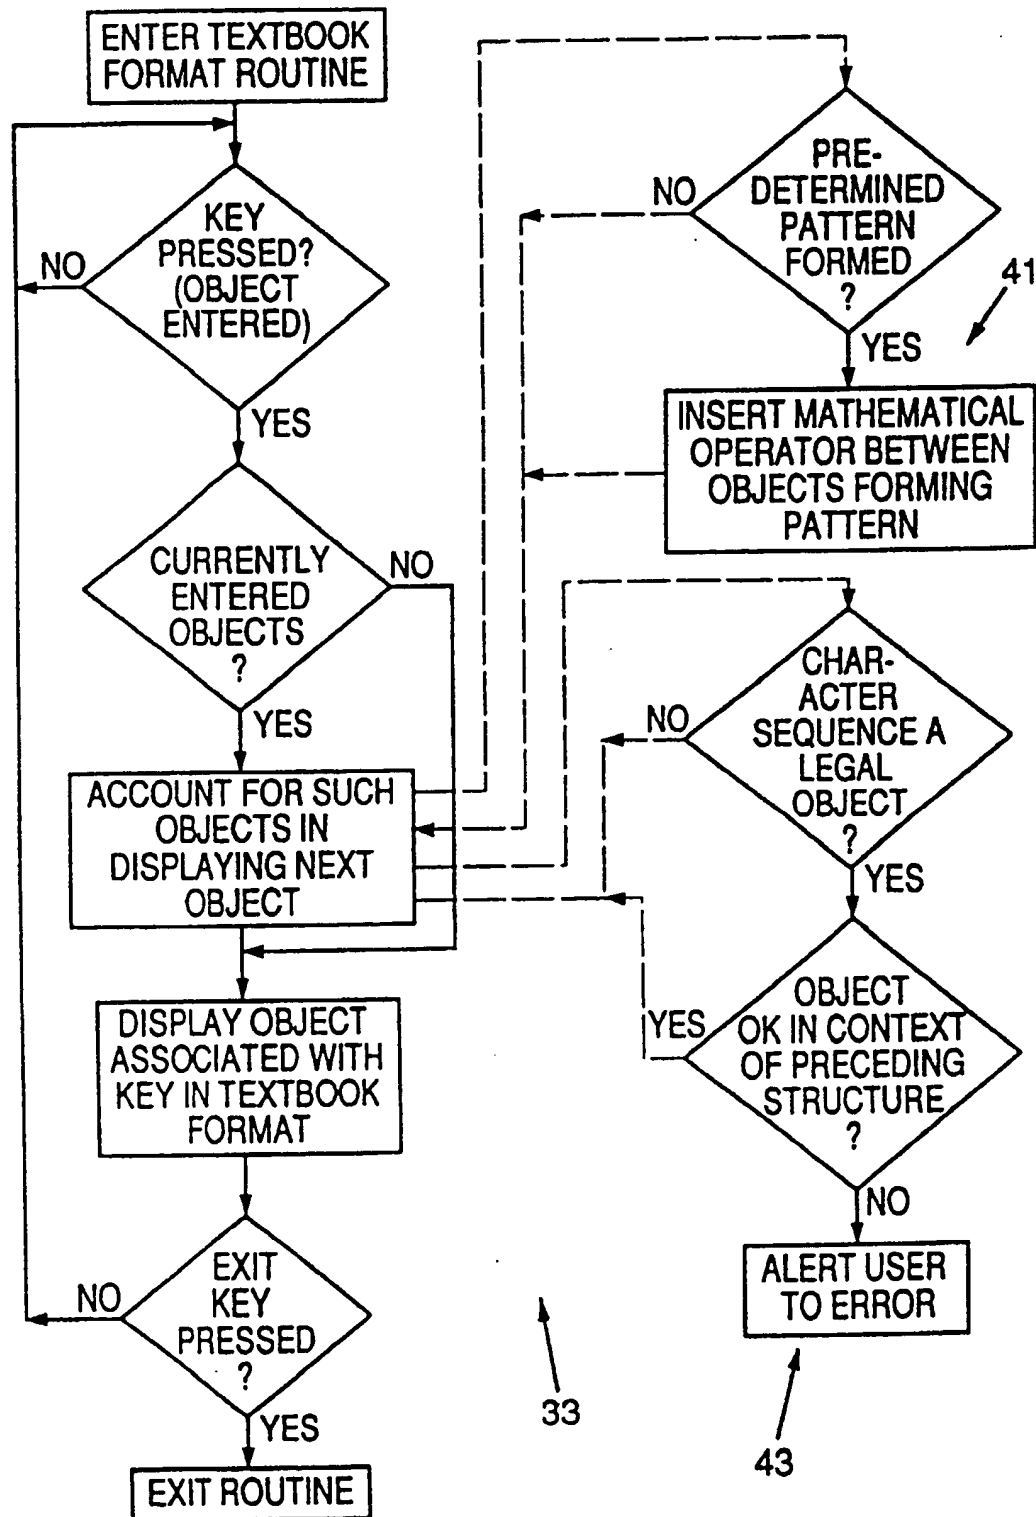 ENTER TEXTBOOK
FORMAT ROUTINE
KEY
PRESSED?
(OBJECT
ENTERED)
NO
YES
CURRENTLY
ENTERED
OBJECTS
?
NO
YES
ACCOUNT FOR SUCH
OBJECTS IN
DISPLAYING NEXT
OBJECT
DISPLAY OBJECT
ASSOCIATED WITH
KEY IN TEXTBOOK
FORMAT
EXIT
KEY
PRESSED
?
NO
YES
EXIT ROUTINE
PRE-
DETERMINED
PATTERN
FORMED
?
NO
YES
41
INSERT MATHEMATICAL
OPERATOR BETWEEN
OBJECTS FORMING
PATTERN
CHAR-
ACTER
SEQUENCE A
LEGAL
OBJECT
?
NO
YES
OBJECT
OK IN CONTEXT
OF PRECEDING
STRUCTURE
?
YES
NO
ALERT USER
TO ERROR
33
43